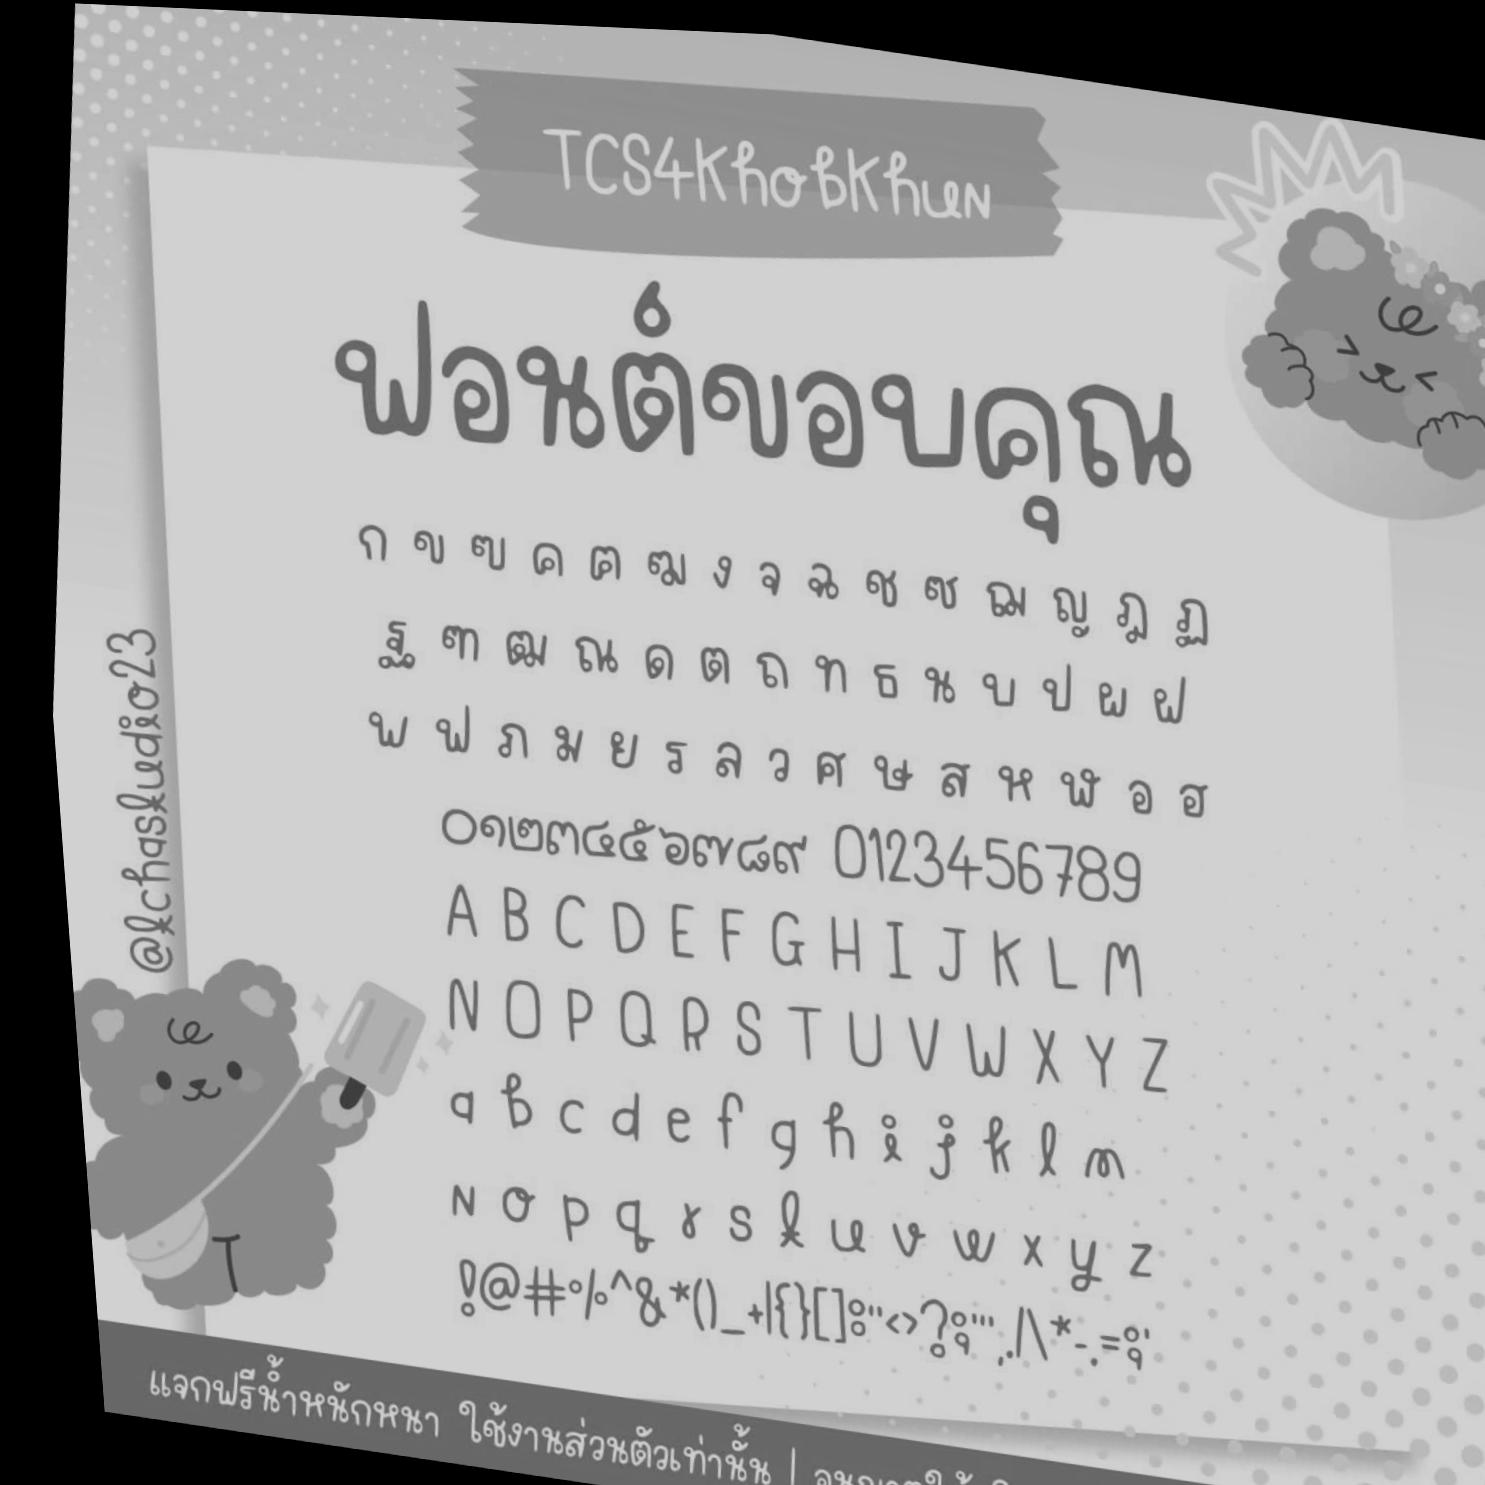 TCS4KhobKhun
ฟอนต์ขอบคุณ
ก ข ฃ ค ฅ ฆ ง จ ฉ ช ซ ฌ ญ ฎ ฏ
ฐ ฑ ฒ ณ ด ต ถ ท ธ น บ ป ผ ฝ
พ ฟ ภ ม ย ร ล ว ศ ษ ส ห ฬ อ ฮ
๐๑๒๓๔๕๖๗๘๙ 0123456789
A B C D E F G H I J K L M
N O P Q R S T U V W X Y Z
a b c d e f g h i j k l m
n o p q r s t u v w x y z
!@#%^&*()_+|{}[]:"<>?;''',./\*-.=;'
T
แจกฟรีน้ำหนักหนา ใช้งานส่วนตัวเท่านั้น |